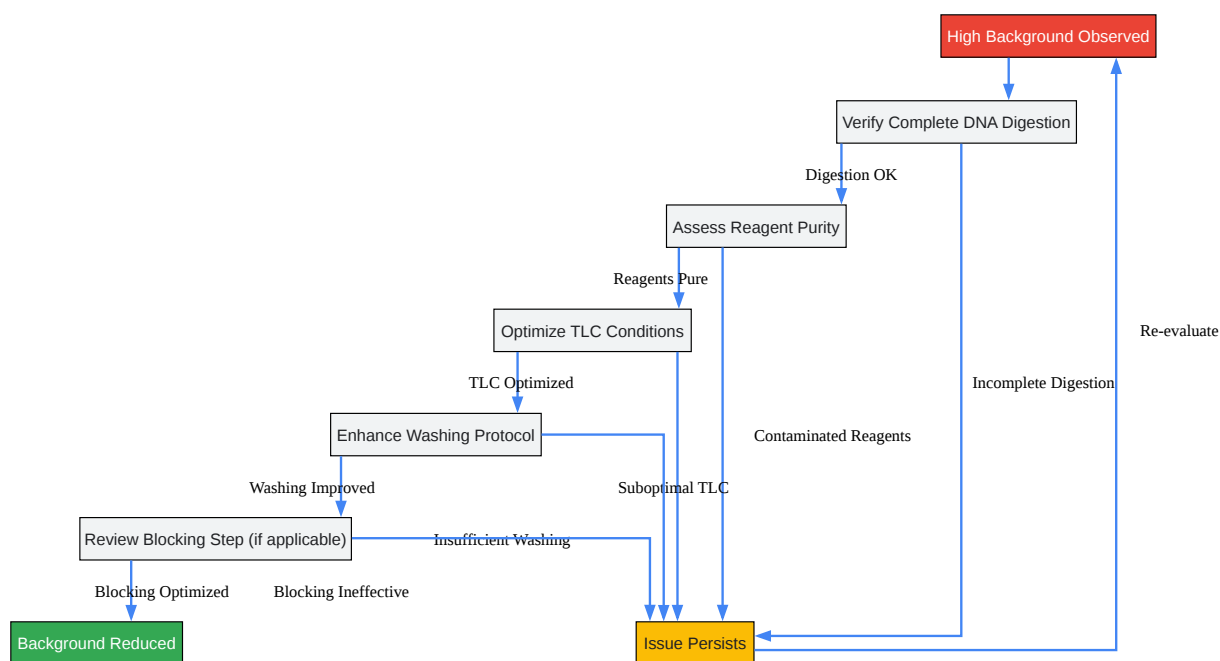 High Background Observed
Verify Complete DNA Digestion
Digestion OK
Assess Reagent Purity
Reagents Pure
Optimize TLC Conditions
Re-evaluate
TLC Optimized
Incomplete Digestion
Enhance Washing Protocol
Contaminated Reagents
Washing Improved
Suboptimal TLC
Review Blocking Step (if applicable)
Insufficient Washing
Blocking Optimized
Blocking Ineffective
Background Reduced
Issue Persists